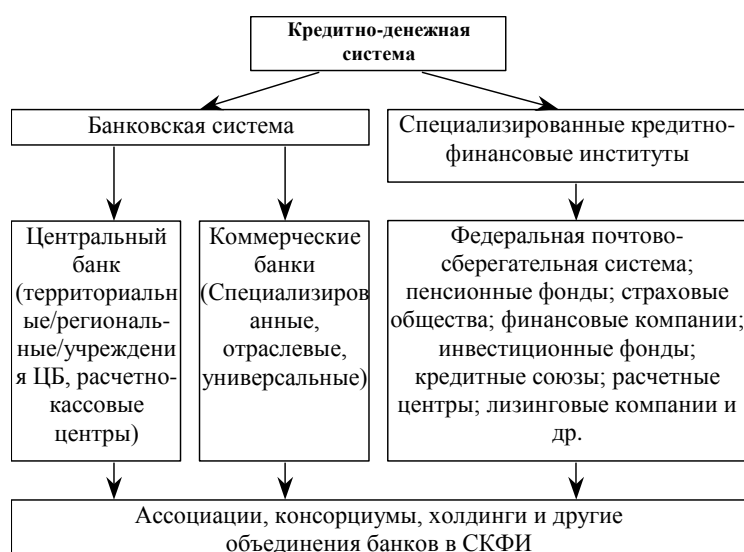 Кредитно-денежная
система
Банковская система
Специализированные кредитно-
финансовые институты
Центральный
банк
(территориальн
ые/региональ-
ные/учреждени
я ЦБ, расчетно-
кассовые
центры)
Коммерческие
банки
(Специализиров
анные,
отраслевые,
универсальные)
Федеральная почтово-
сберегательная система;
пенсионные фонды; страховые
общества; финансовые компании;
инвестиционные фонды;
кредитные союзы; расчетные
центры; лизинговые компании и
др.
Ассоциации, консорциумы, холдинги и другие
объединения банков в СКФИ